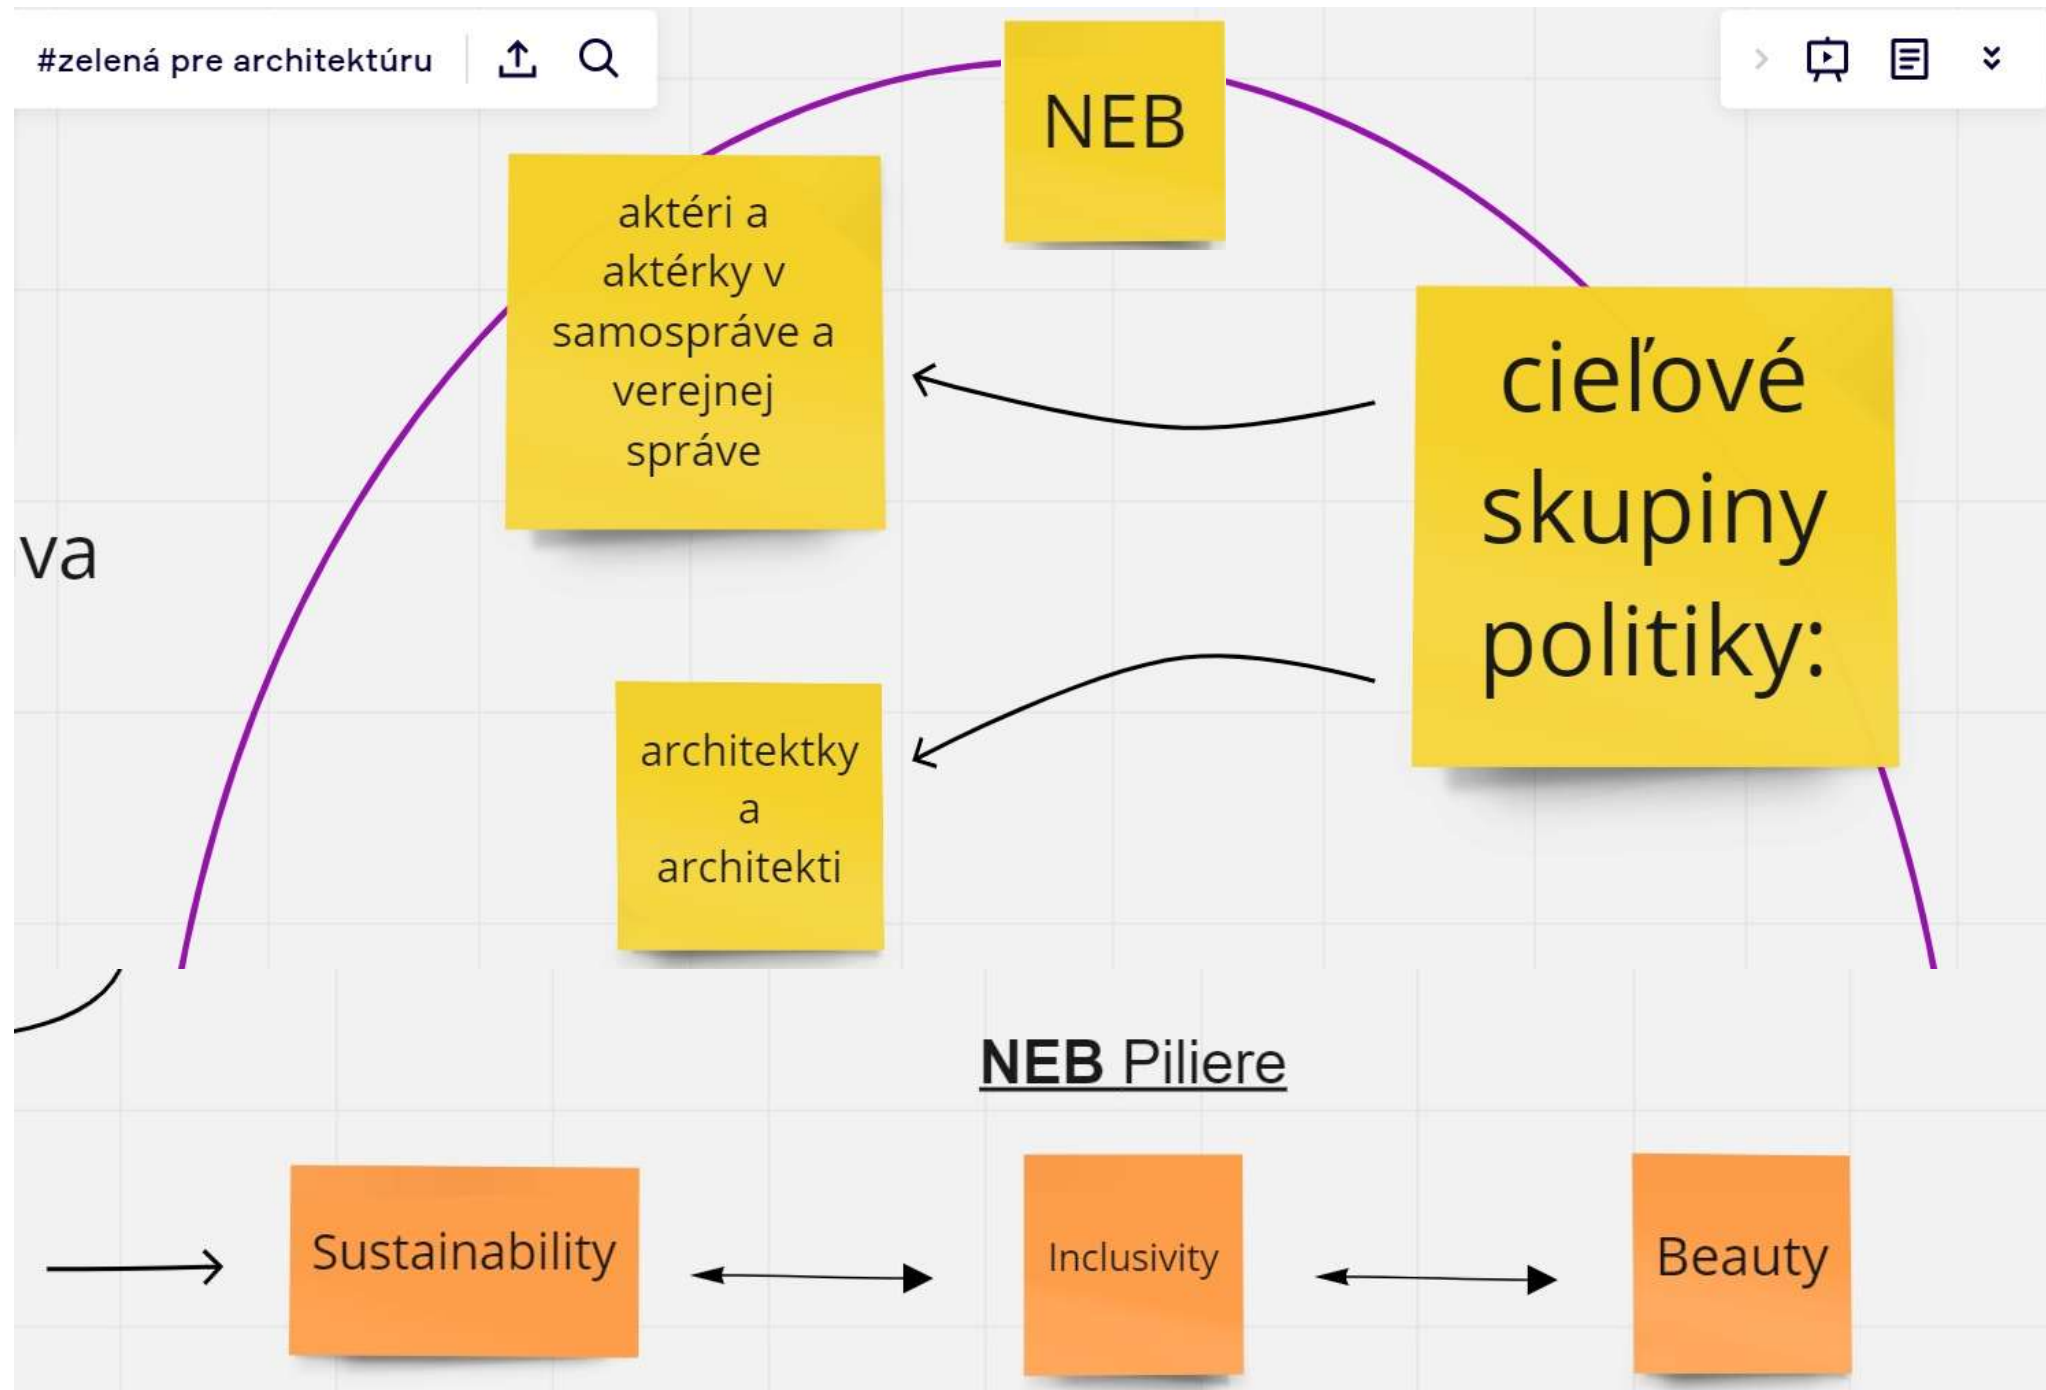 #zelená pre architektúru
NEB
aktéri a
aktérky v
samospráve a
verejnej
správe
cieľové
skupiny
politiky:
va
architektky
a
architekti
NEB Piliere
Sustainability
Inclusivity
Beauty